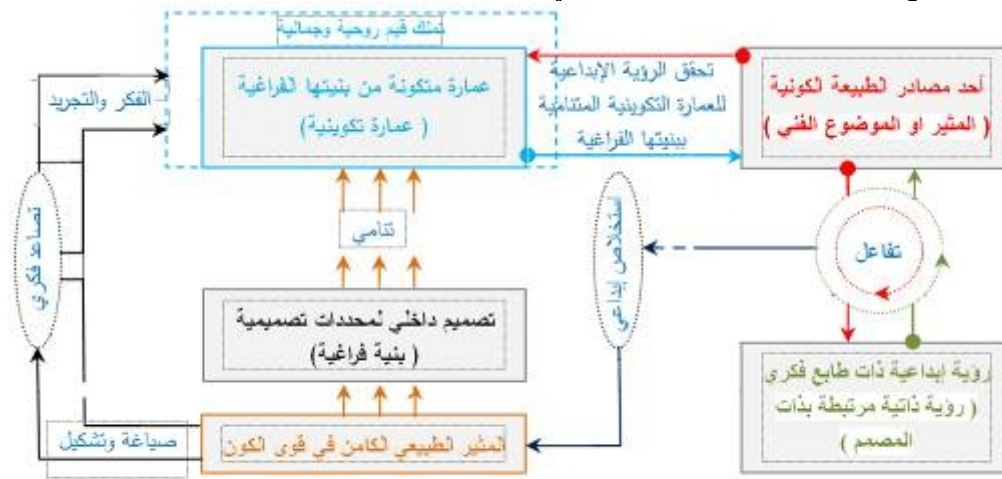 تمتلك قيم روحية وجمالية
أحد مصادر الطبيعة الكونية
( المثير او الموضوع الفني )
تحقق الرؤية الإبداعية
للعمارة التكوينية المتنامية
ببنيتها الفراغية
عمارة متكونة من بنيتها الفراغية
( عمارة تكوينية)
الفكر والتجريد
تفاعل
استخلاص إبداعي
تنامي
تصاعد فكري
رؤية إبداعية ذات طابع فكري
( رؤية ذاتية مرتبطة بذات
المصمم )
تصميم داخلي لمحددات تصميمية
( بنية فراغية)
المثير الطبيعي الكامن في قوى الكون
صياغة وتشكيل